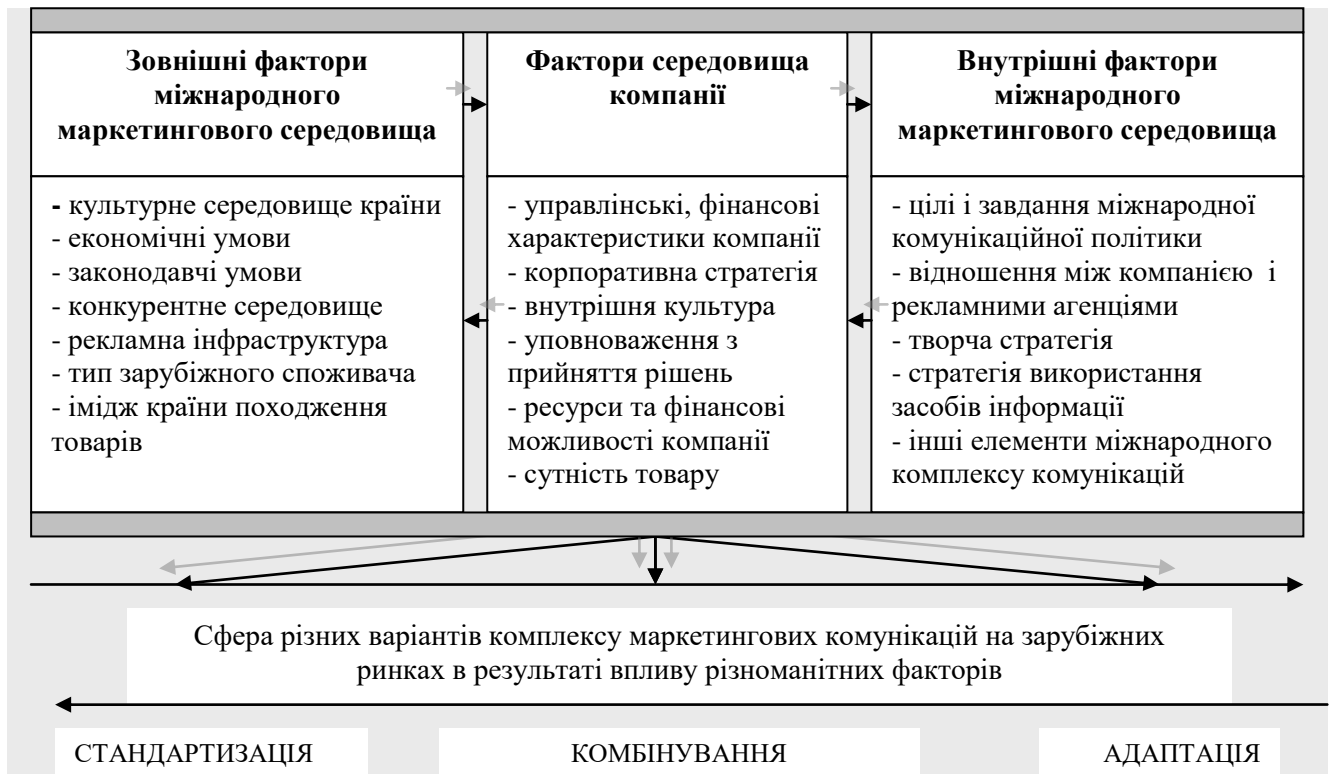 Зовнішні фактори
міжнародного
маркетингового середовища
Фактори середовища
компанії
Внутрішні фактори
міжнародного
маркетингового середовища
- культурне середовище країни
- економічні умови
- законодавчі умови
- конкурентне середовище
- рекламна інфраструктура
- тип зарубіжного споживача
- імідж країни походження
товарів
- управлінські, фінансові
характеристики компанії
- корпоративна стратегія
- внутрішня культура
- уповноваження з
прийняття рішень
- ресурси та фінансові
можливості компанії
- сутність товару
- цілі і завдання міжнародної
комунікаційної політики
- відношення між компанією і
рекламними агенціями
- творча стратегія
- стратегія використання
засобів інформації
- інші елементи міжнародного
комплексу комунікацій
Сфера різних варіантів комплексу маркетингових комунікацій на зарубіжних
ринках в результаті впливу різноманітних факторів
СТАНДАРТИЗАЦІЯ
КОМБІНУВАННЯ
АДАПТАЦІЯ